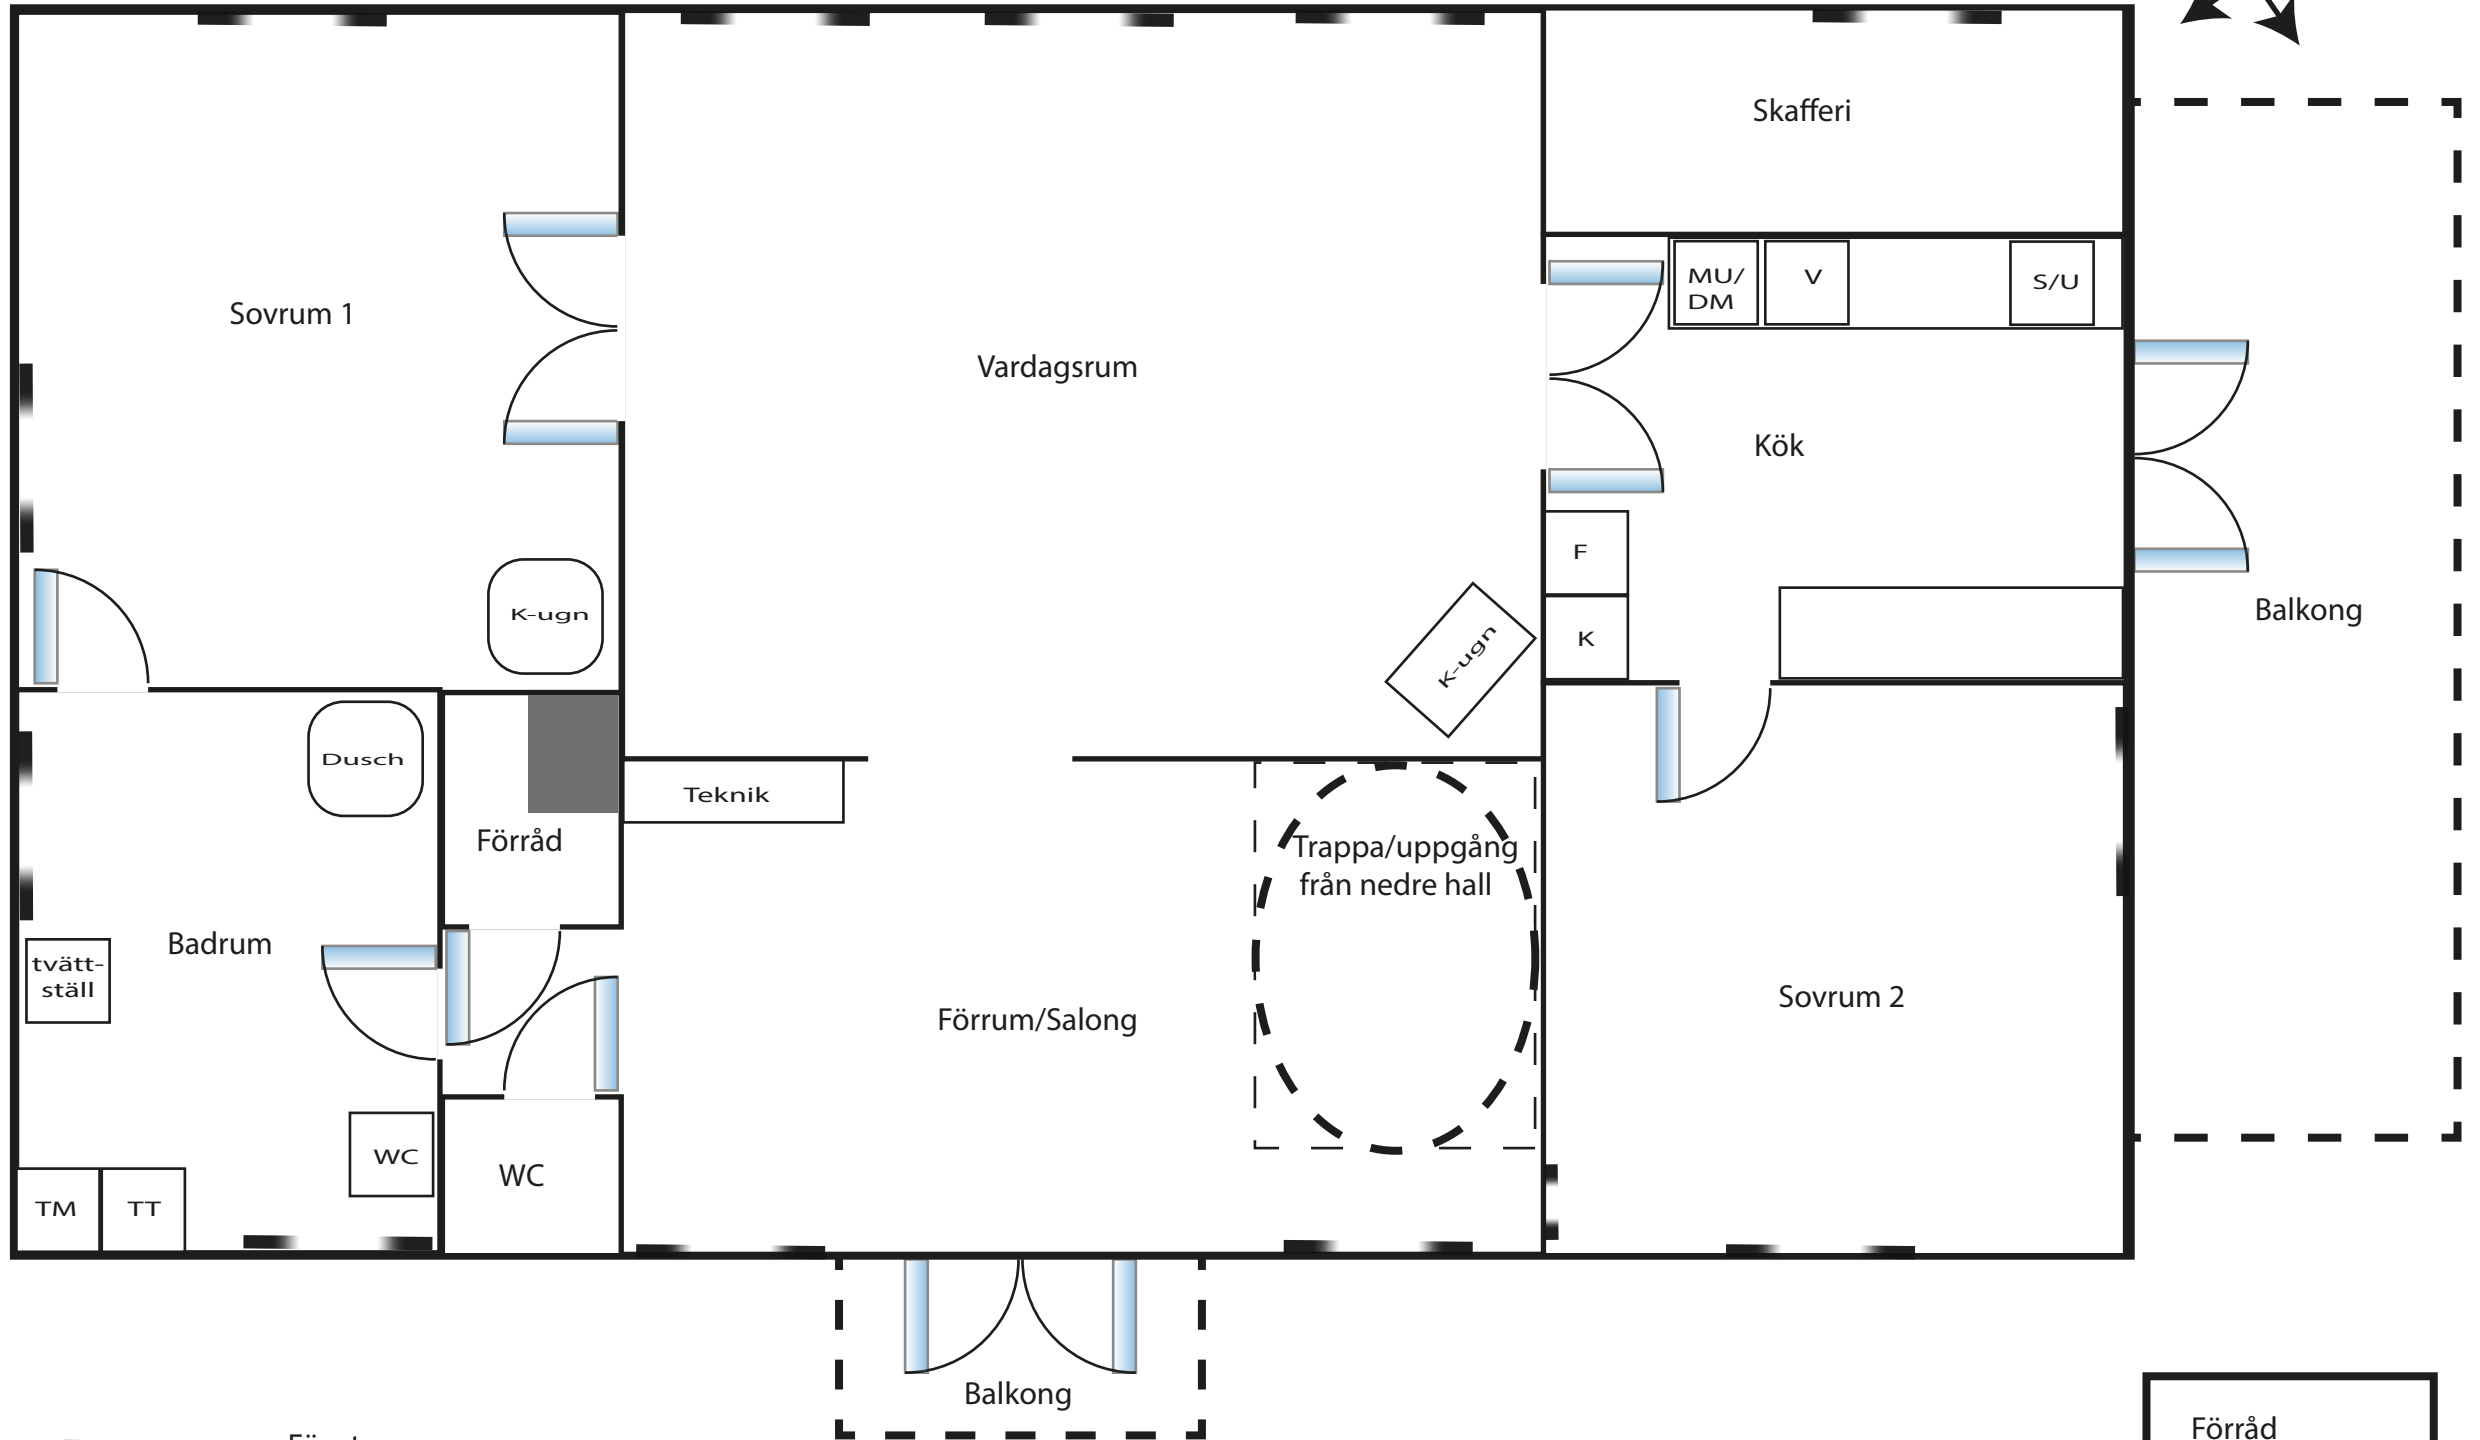 Skafferi
MU/
DM
V
S/U
Sovrum 1
Vardagsrum
Kök
F
K
Balkong
K-ugn
K-ugn
Dusch
Teknik
Förråd
Trappa/uppgång
från nedre hall
Badrum
tvätt-
ställ
Förrum/Salong
Sovrum 2
WC
WC
TM
TT
Balkong
Förråd